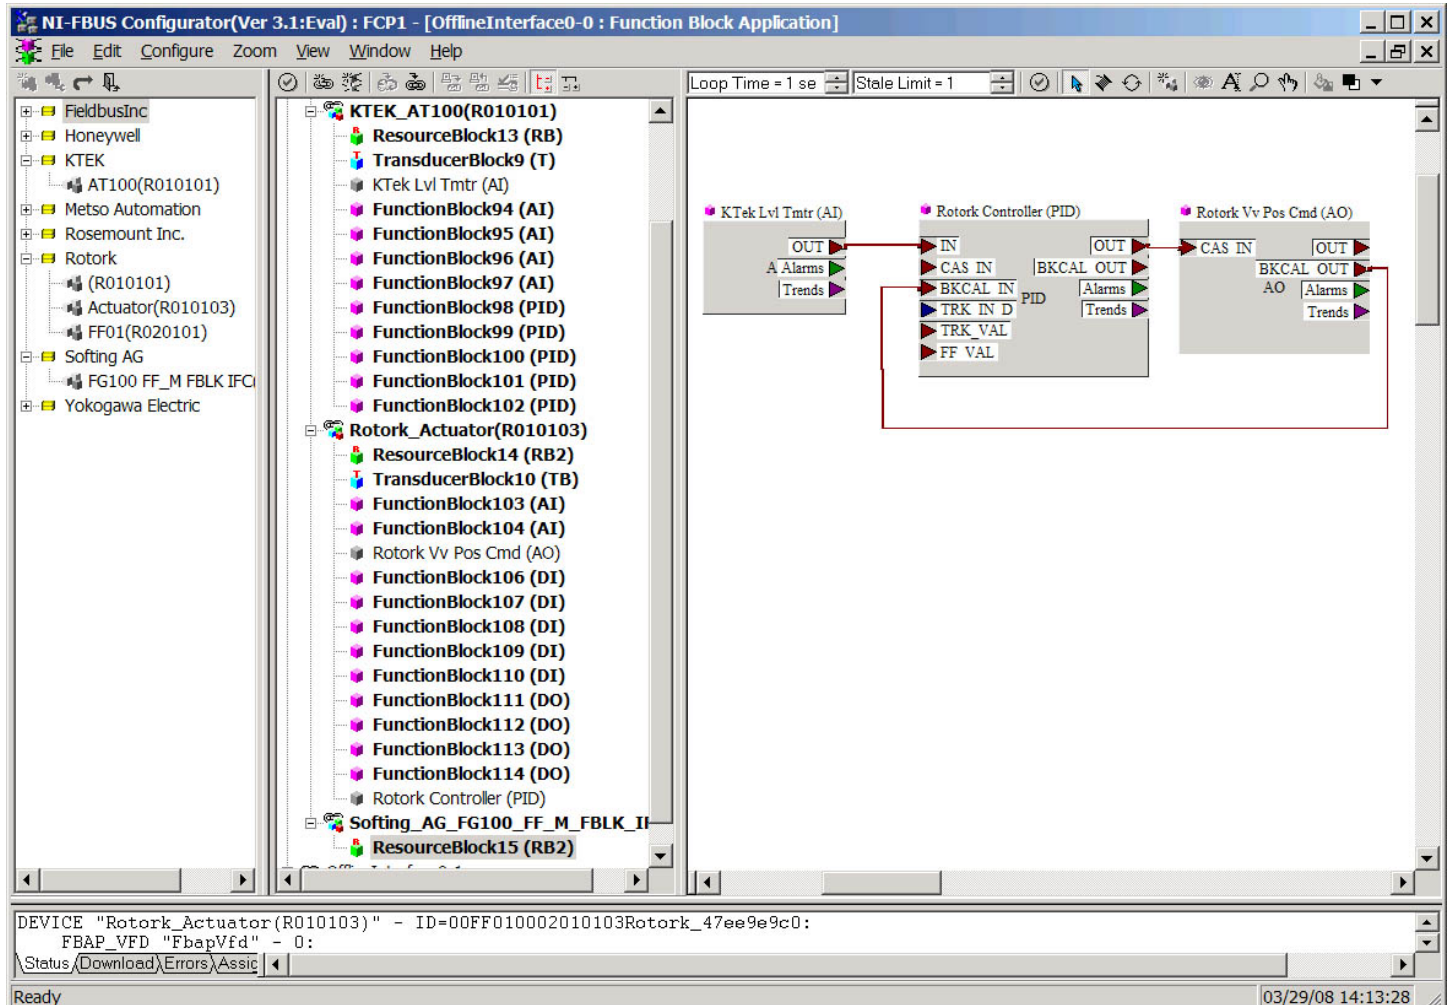 NI-FBUS Configurator(Ver 3.1:Eval) : FCP1 - [OfflineInterface0-0 : Function Block Application]
File Edit Configure Zoom View Window Help
Loop Time = 1 se Stale Limit = 1
FieldbusInc
Honeywell
KTEK
AT100(R010101)
Metso Automation
Rosemount Inc.
Rotork
(R010101)
Actuator(R010103)
FF01(R020101)
Softing AG
FG100 FF_M FBLK IFC(
Yokogawa Electric
KTEK_AT100(R010101)
ResourceBlock13 (RB)
TransducerBlock9 (T)
KTek Lvl Tmtr (AI)
FunctionBlock94 (AI)
FunctionBlock95 (AI)
FunctionBlock96 (AI)
FunctionBlock97 (AI)
FunctionBlock98 (PID)
FunctionBlock99 (PID)
FunctionBlock100 (PID)
FunctionBlock101 (PID)
FunctionBlock102 (PID)
Rotork_Actuator(R010103)
ResourceBlock14 (RB2)
TransducerBlock10 (TB)
FunctionBlock103 (AI)
FunctionBlock104 (AI)
Rotork Vv Pos Cmd (AO)
FunctionBlock106 (DI)
FunctionBlock107 (DI)
FunctionBlock108 (DI)
FunctionBlock109 (DI)
FunctionBlock110 (DI)
FunctionBlock111 (DO)
FunctionBlock112 (DO)
FunctionBlock113 (DO)
FunctionBlock114 (DO)
Rotork Controller (PID)
Softing_AG_FG100_FF_M_FBLK_I
ResourceBlock15 (RB2)
KTek Lvl Tmtr (AI)
OUT
A Alarms
Trends
Rotork Controller (PID)
IN OUT
CAS IN BKCAL OUT
BKCAL IN Alarms
PID
TRK IN D Trends
TRK_VAL
FF VAL
Rotork Vv Pos Cmd (AO)
CAS IN OUT
BKCAL OUT
AO Alarms
Trends
DEVICE "Rotork_Actuator(R010103)" - ID=00FF010002010103Rotork_47ee9e9c0:
FBAP_VFD "FbapVfd" - 0:
Status Download Errors Assig
Ready 03/29/08 14:13:28